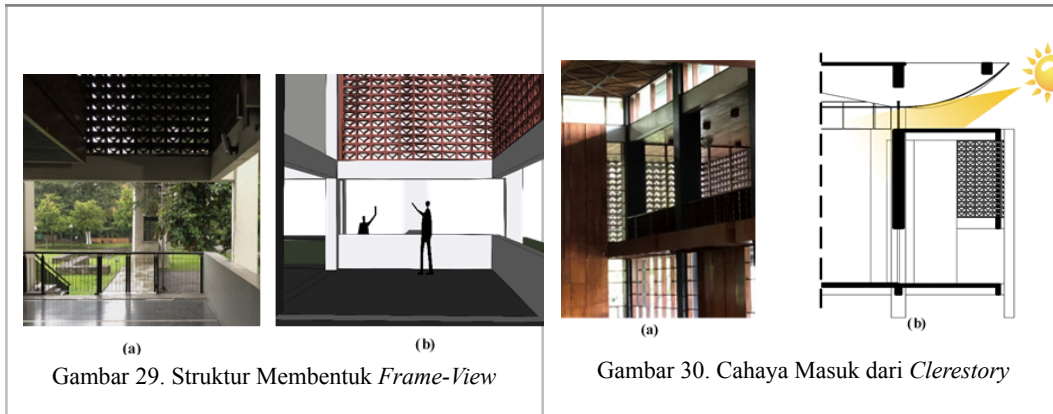 (a)
(b)
Gambar 29. Struktur Membentuk Frame-View
(a)
(b)
Gambar 30. Cahaya Masuk dari Clerestory